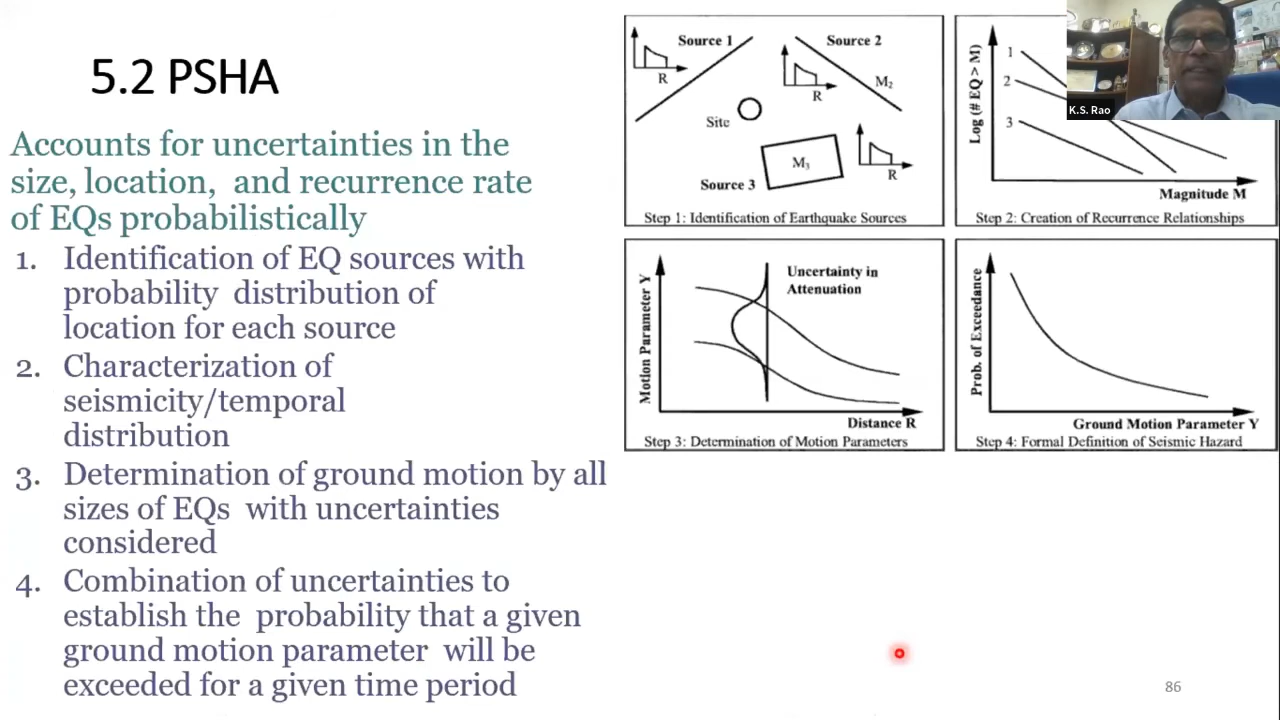 5.2 PSHA
Accounts for uncertainties in the
size, location, and recurrence rate
of EQs probabilistically
1. Identification of EQ sources with
probability distribution of
location for each source
2. Characterization of
seismicity/temporal
distribution
3. Determination of ground motion by all
sizes of EQs with uncertainties
considered
4. Combination of uncertainties to
establish the probability that a given
ground motion parameter will be
exceeded for a given time period
Source 1
R
Source 2
R
M2
Site
M3
R
Source 3
Step 1: Identification of Earthquake Sources
Log (# EQ > M)
1
2
3
Magnitude M
Step 2: Creation of Recurrence Relationships
K.S. Rao
Motion Parameter Y
Uncertainty in
Attenuation
Distance R
Step 3: Determination of Motion Parameters
Prob. of Exceedance
Ground Motion Parameter Y
Step 4: Formal Definition of Seismic Hazard
86